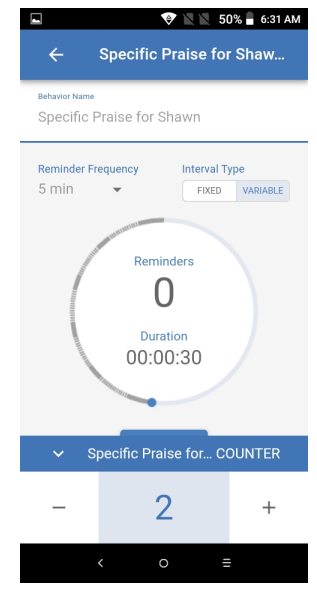 50% 6:31 AM
Specific Praise for Shaw...
Behavior Name
Specific Praise for Shawn
Reminder Frequency Interval Type
5 min FIXED VARIABLE
Reminders
0
Duration
00:00:30
Specific Praise for... COUNTER
− 2 +